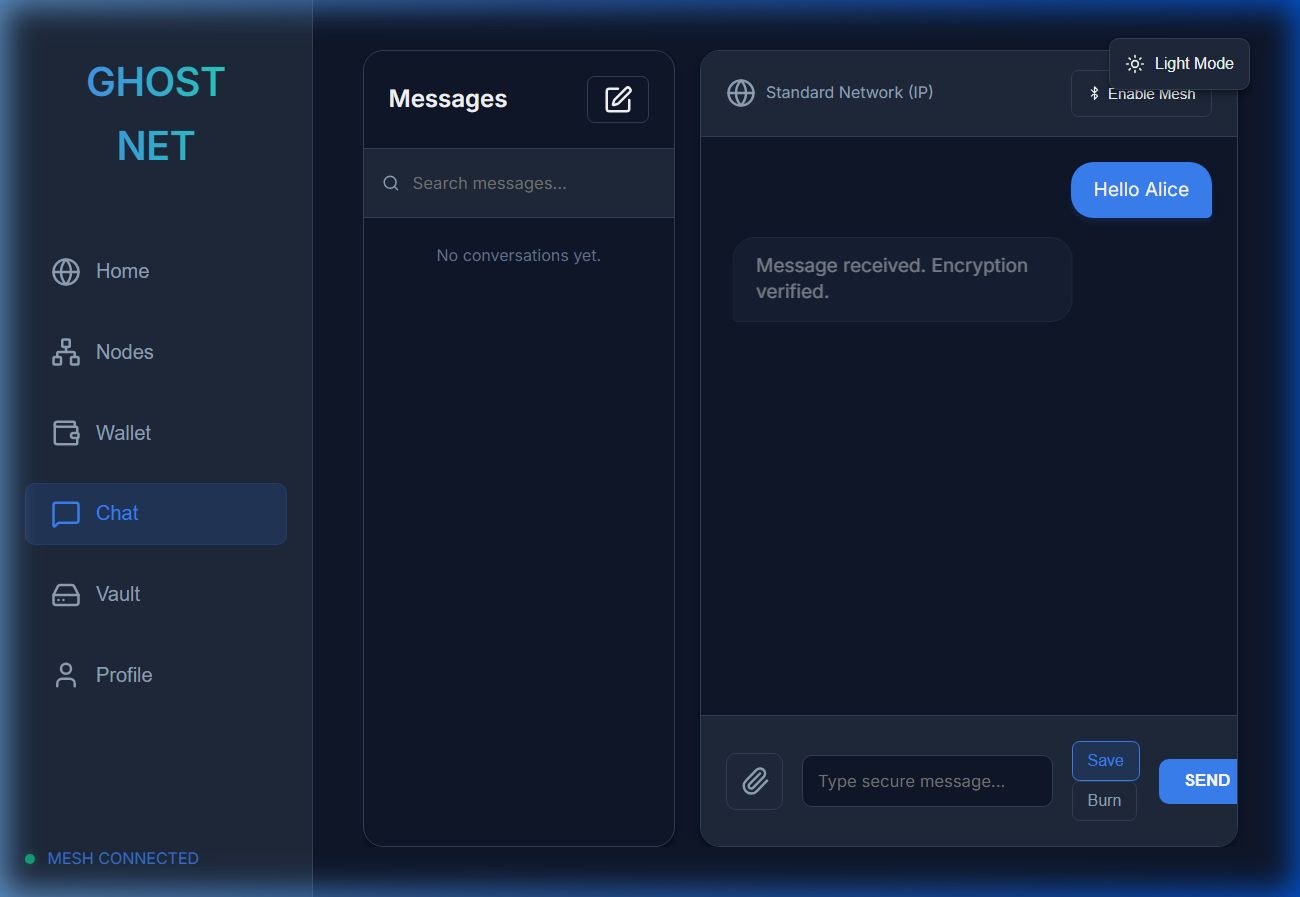 GHOST
NET
Home
Nodes
Wallet
Chat
Vault
Profile
MESH CONNECTED
Messages
Search messages...
No conversations yet.
Standard Network (IP)
Light Mode
Enable Mesh
Hello Alice
Message received. Encryption
verified.
Type secure message...
Save
Burn
SEND